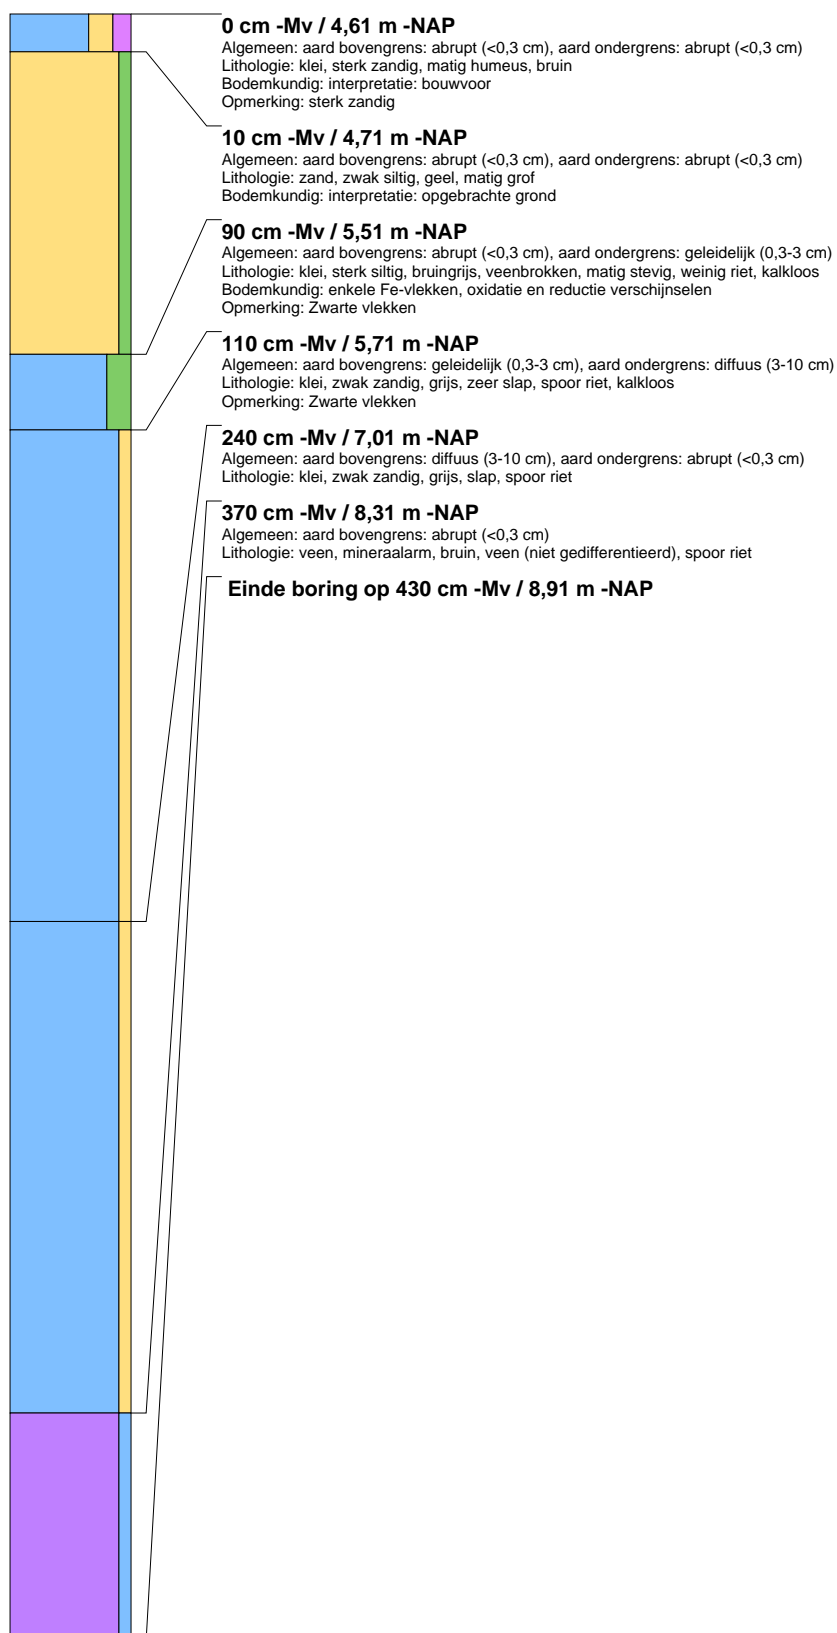 0 cm -Mv / 4,61 m -NAP
Algemeen: aard bovengrens: abrupt (<0,3 cm), aard ondergrens: abrupt (<0,3 cm)
Lithologie: klei, sterk zandig, matig humeus, bruin
Bodemkundig: interpretatie: bouwvoor
Opmerking: sterk zandig
10 cm -Mv / 4,71 m -NAP
Algemeen: aard bovengrens: abrupt (<0,3 cm), aard ondergrens: abrupt (<0,3 cm)
Lithologie: zand, zwak siltig, geel, matig grof
Bodemkundig: interpretatie: opgebrachte grond
90 cm -Mv / 5,51 m -NAP
Algemeen: aard bovengrens: abrupt (<0,3 cm), aard ondergrens: geleidelijk (0,3-3 cm)
Lithologie: klei, sterk siltig, bruingrijs, veenbrokken, matig stevig, weinig riet, kalkloos
Bodemkundig: enkele Fe-vlekken, oxidatie en reductie verschijnselen
Opmerking: Zwarte vlekken
110 cm -Mv / 5,71 m -NAP
Algemeen: aard bovengrens: geleidelijk (0,3-3 cm), aard ondergrens: diffuus (3-10 cm)
Lithologie: klei, zwak zandig, grijs, zeer slap, spoor riet, kalkloos
Opmerking: Zwarte vlekken
240 cm -Mv / 7,01 m -NAP
Algemeen: aard bovengrens: diffuus (3-10 cm), aard ondergrens: abrupt (<0,3 cm)
Lithologie: klei, zwak zandig, grijs, slap, spoor riet
370 cm -Mv / 8,31 m -NAP
Algemeen: aard bovengrens: abrupt (<0,3 cm)
Lithologie: veen, mineraalarm, bruin, veen (niet gedifferentieerd), spoor riet
Einde boring op 430 cm -Mv / 8,91 m -NAP